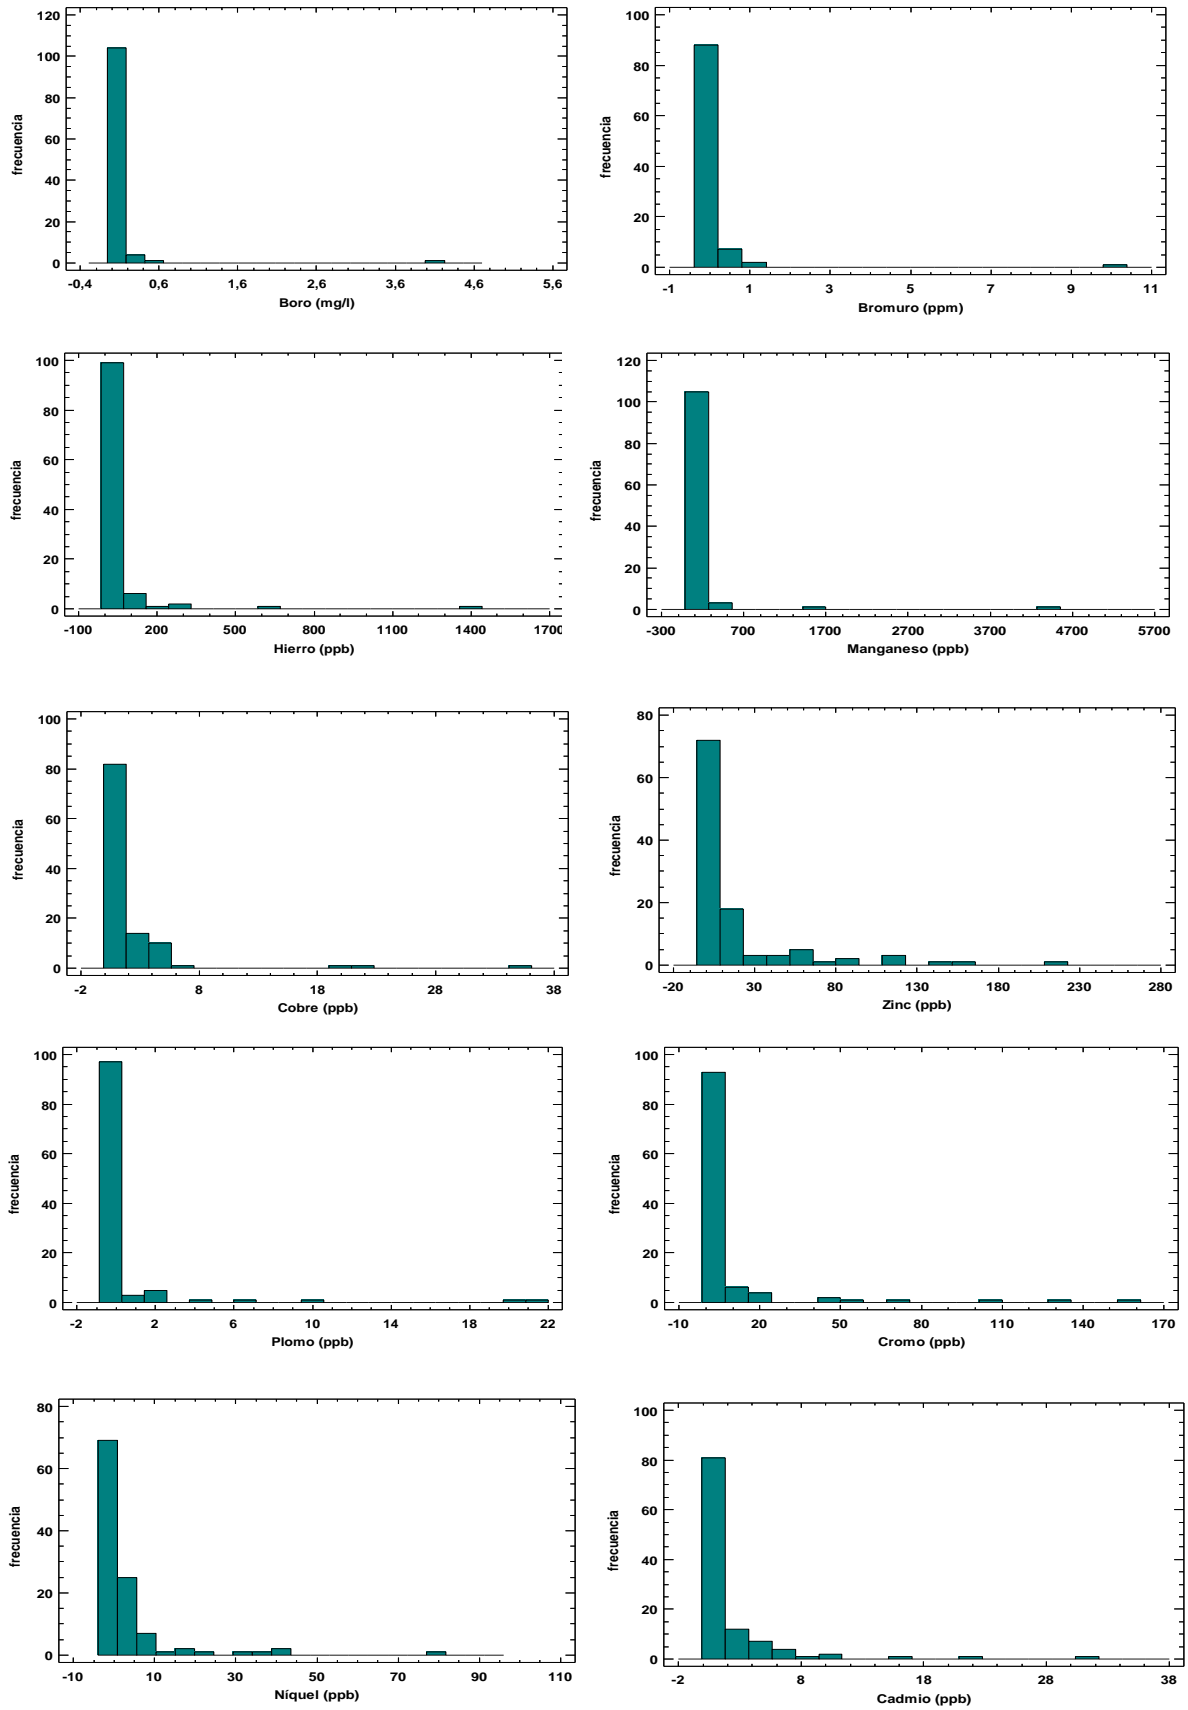 120
100
80
60
40
20
0
frecuencia
-0,4 0,6 1,6 2,6 3,6 4,6 5,6
Boro (mg/l)
100
80
60
40
20
0
frecuencia
-1 1 3 5 7 9 11
Bromuro (ppm)
100
80
60
40
20
0
frecuencia
-100 200 500 800 1100 1400 1700
Hierro (ppb)
120
100
80
60
40
20
0
frecuencia
-300 700 1700 2700 3700 4700 5700
Manganeso (ppb)
100
80
60
40
20
0
frecuencia
-2 8 18 28 38
Cobre (ppb)
80
60
40
20
0
frecuencia
-20 30 80 130 180 230 280
Zinc (ppb)
100
80
60
40
20
0
frecuencia
-2 2 6 10 14 18 22
Plomo (ppb)
100
80
60
40
20
0
frecuencia
-10 20 50 80 110 140 170
Cromo (ppb)
80
60
40
20
0
frecuencia
-10 10 30 50 70 90 110
Níquel (ppb)
100
80
60
40
20
0
frecuencia
-2 8 18 28 38
Cadmio (ppb)